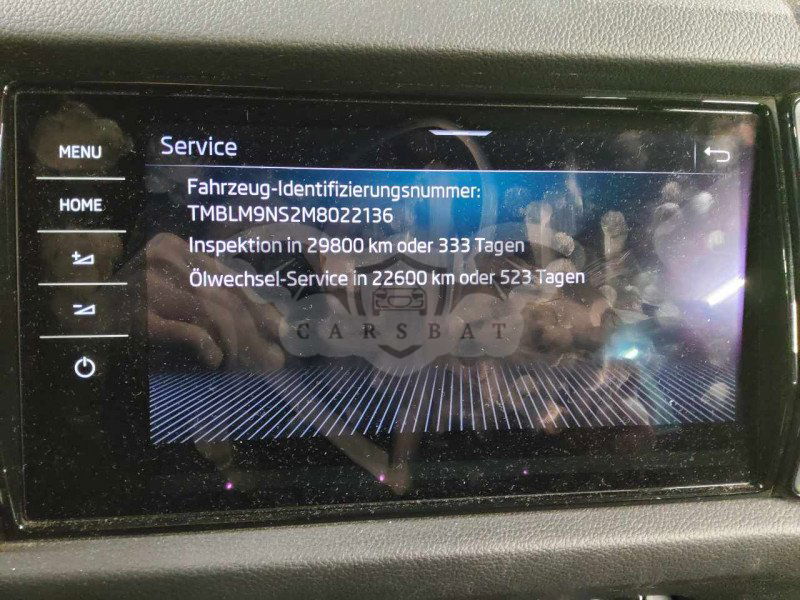 MENU
HOME
Service
Fahrzeug-Identifizierungsnummer:
TMBLM9NS2M8022136
Inspektion in 29800 km oder 333 Tagen
Ölwechsel-Service in 22600 km oder 523 Tagen
CARSBAT